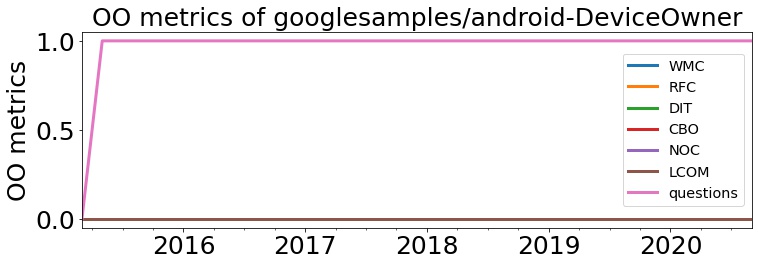 OO metrics of googlesamples/android-DeviceOwner
OO metrics
1.0
0.5
0.0
WMC
RFC
DIT
CBO
NOC
LCOM
questions
2016
2017
2018
2019
2020